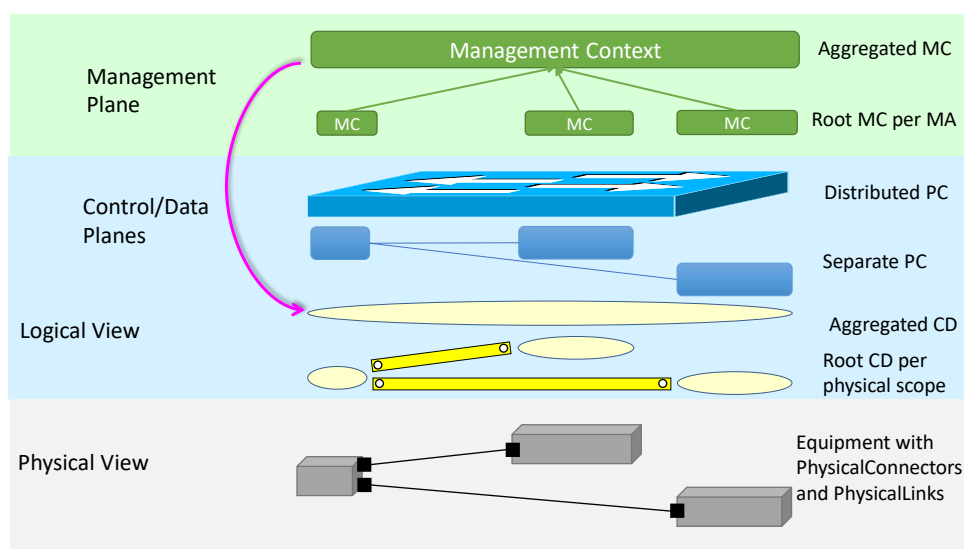 Management Context
Aggregated MC
Management
Plane
MC
MC
MC
Root MC per MA
Distributed PC
Control/Data
Planes
Separate PC
Logical View
Aggregated CD
Root CD per
physical scope
Physical View
Equipment with
PhysicalConnectors
and PhysicalLinks